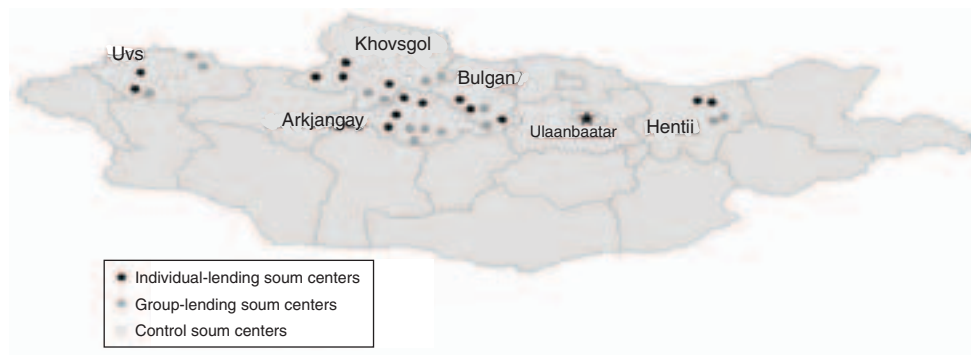 Uvs
Khovsgol
Bulgan
Arkjangay
Ulaanbaatar
Hentii
Individual-lending soum centers
Group-lending soum centers
Control soum centers